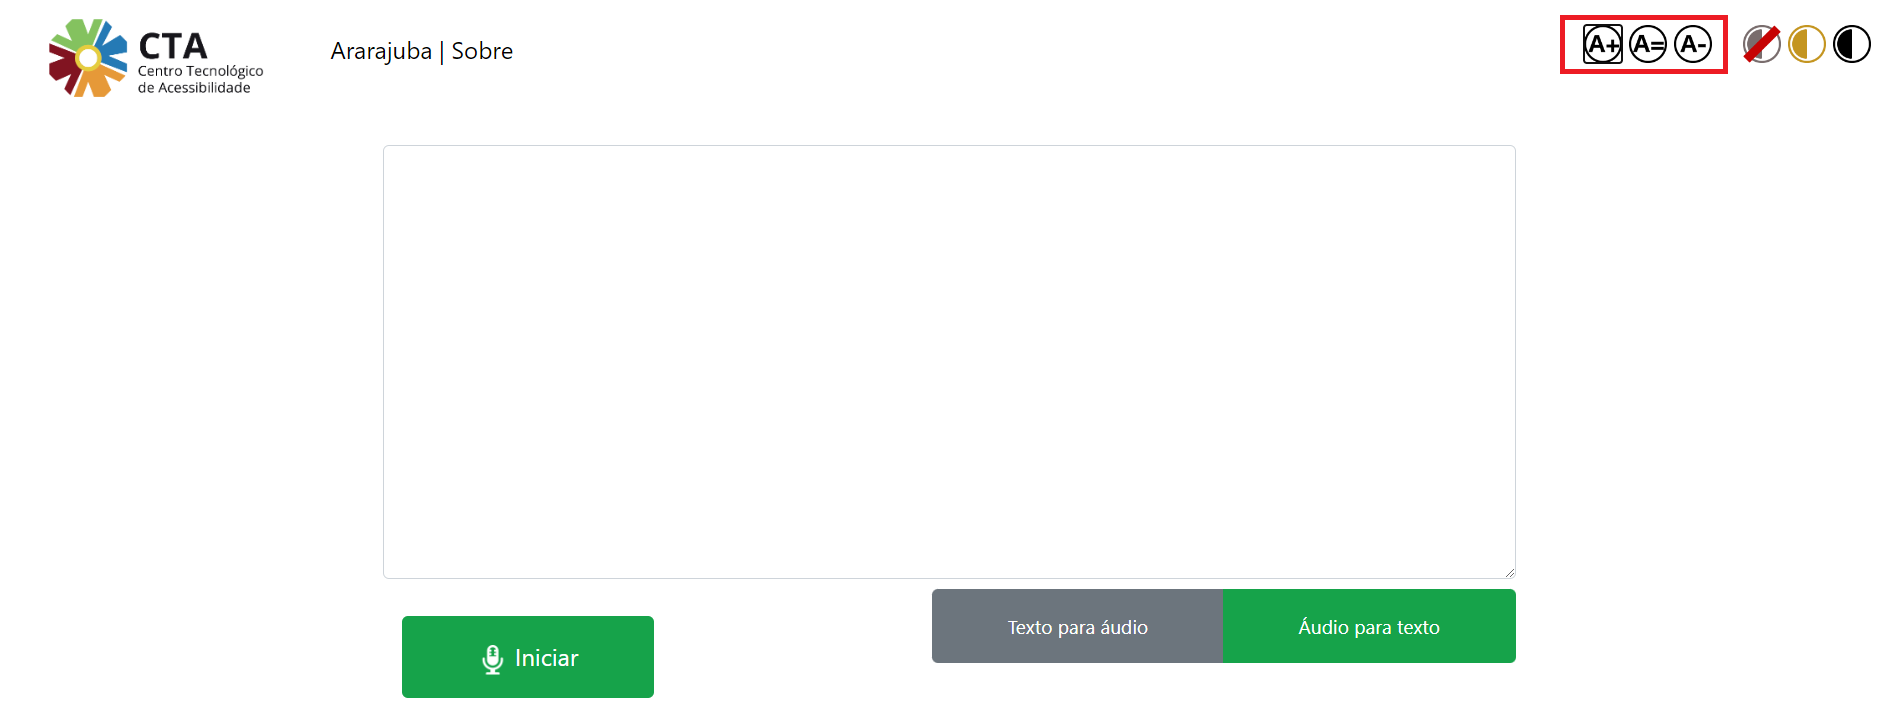 CTA
Centro Tecnológico
de Acessibilidade
Ararajuba | Sobre
A+ A= A-
Texto para áudio
Áudio para texto
Iniciar